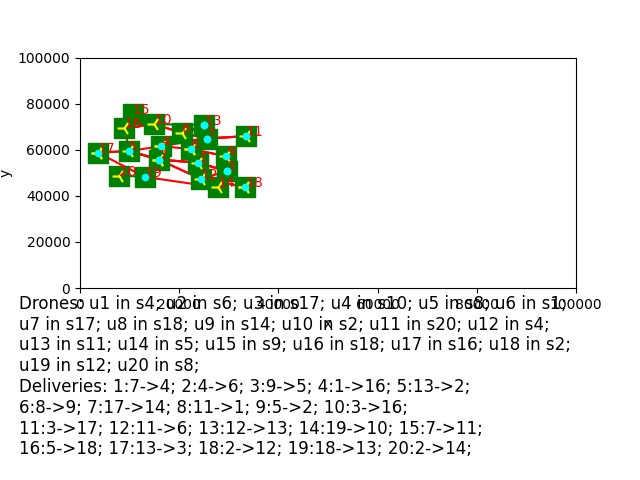 100000
80000
60000
40000
20000
0
y
x
Drones: u1 in s4; u2 in s6; u3 in s17; u4 in s10; u5 in s8; u6 in s1;
u7 in s17; u8 in s18; u9 in s14; u10 in s2; u11 in s20; u12 in s4;
u13 in s11; u14 in s5; u15 in s9; u16 in s18; u17 in s16; u18 in s2;
u19 in s12; u20 in s8;
Deliveries: 1:7->4; 2:4->6; 3:9->5; 4:1->16; 5:13->2;
6:8->9; 7:17->14; 8:11->1; 9:5->2; 10:3->16;
11:3->17; 12:11->6; 13:12->13; 14:19->10; 15:7->11;
16:5->18; 17:13->3; 18:2->12; 19:18->13; 20:2->14;